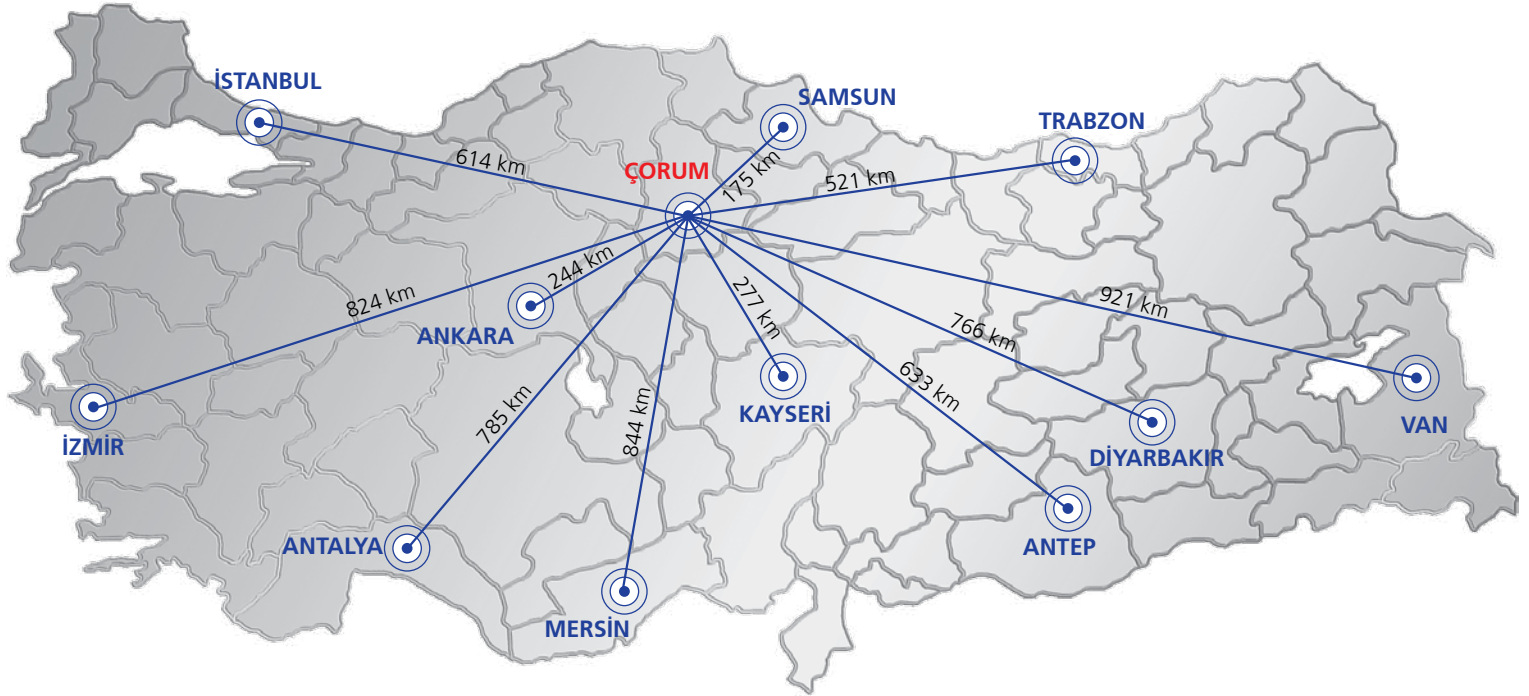 İSTANBUL
SAMSUN
TRABZON
614 km
ÇORUM
175 km
521 km
244 km
824 km
277 km
921 km
ANKARA
766 km
633 km
785 km
844 km
KAYSERİ
VAN
İZMİR
DİYARBAKIR
ANTALYA
ANTEP
MERSİN